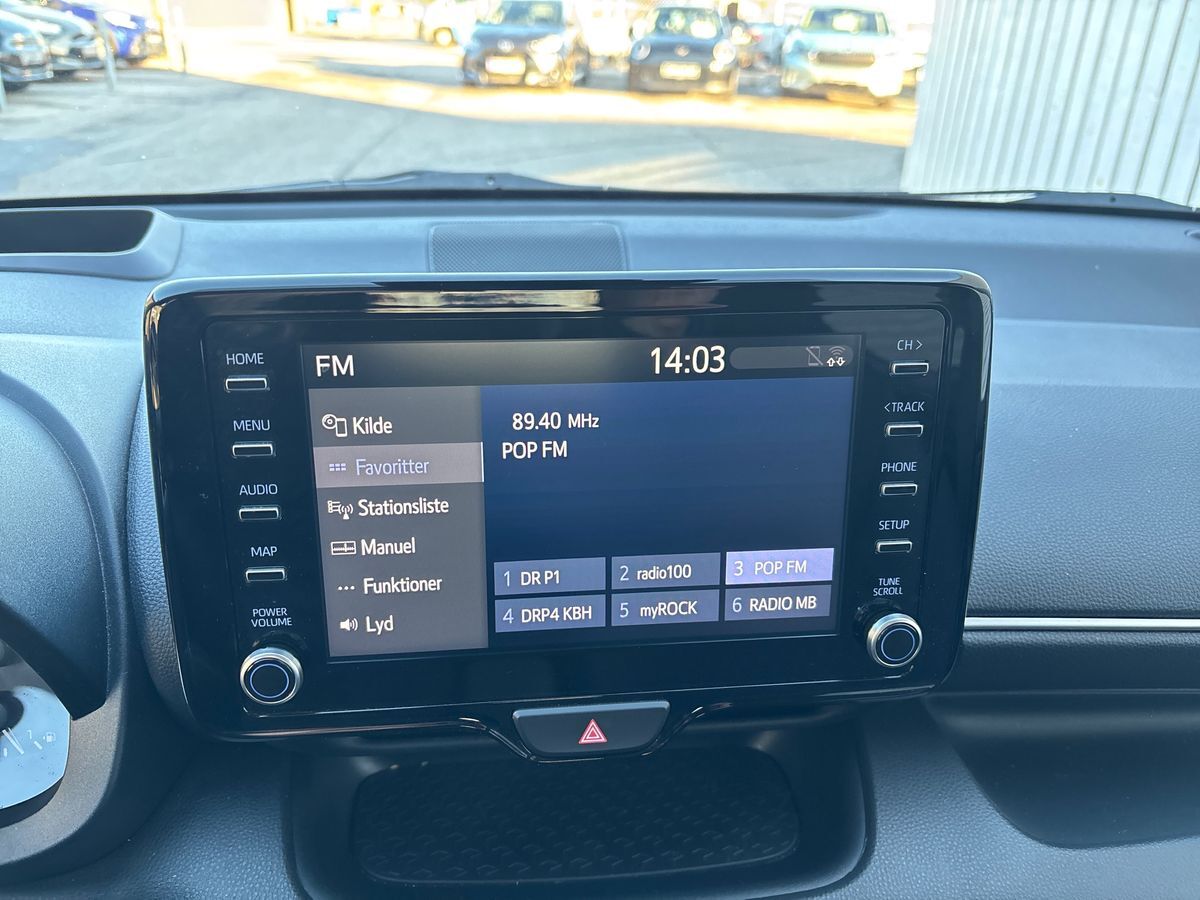 HOME
MENU
AUDIO
MAP
POWER
VOLUME
FM
14:03
Kilde
Favoritter
Stationsliste
Manuel
Funktioner
Lyd
89.40 MHz
POP FM
1 DR P1
2 radio100
3 POP FM
4 DRP4 KBH
5 myROCK
6 RADIO MB
CH >
< TRACK
PHONE
SETUP
TUNE
SCROLL